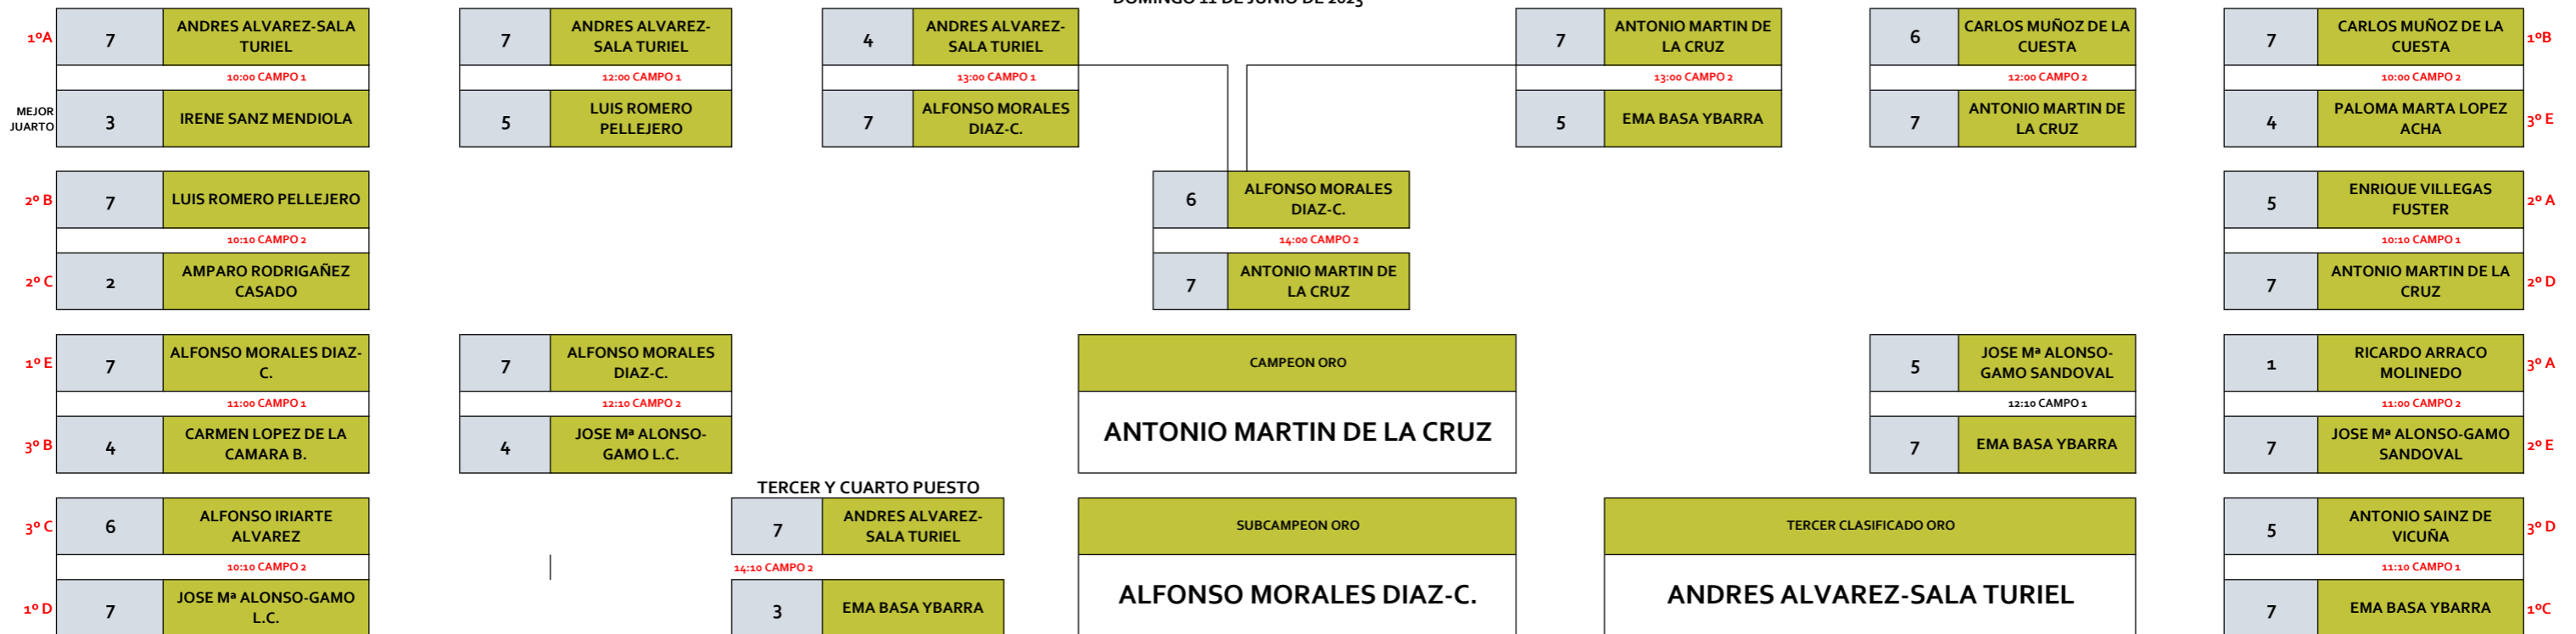 DOMINGO 11 DE JUNIO DE 2023
1ºA
7
ANDRES ALVAREZ-SALA
TURIEL
10:00 CAMPO 1
MEJOR
JUARTO
3
IRENE SANZ MENDIOLA
2º B
7
LUIS ROMERO PELLEJERO
10:10 CAMPO 2
2º C
2
AMPARO RODRIGAÑEZ
CASADO
1º E
7
ALFONSO MORALES DIAZ-
C.
11:00 CAMPO 1
3º B
4
CARMEN LOPEZ DE LA
CAMARA B.
3º C
6
ALFONSO IRIARTE
ALVAREZ
10:10 CAMPO 2
1º D
7
JOSE Mª ALONSO-GAMO
L.C.
7
ANDRES ALVAREZ-
SALA TURIEL
12:00 CAMPO 1
5
LUIS ROMERO
PELLEJERO
7
ALFONSO MORALES
DIAZ-C.
12:10 CAMPO 2
4
JOSE Mª ALONSO-
GAMO L.C.
4
ANDRES ALVAREZ-
SALA TURIEL
13:00 CAMPO 1
7
ALFONSO MORALES
DIAZ-C.
TERCER Y CUARTO PUESTO
7
ANDRES ALVAREZ-
SALA TURIEL
14:10 CAMPO 2
3
EMA BASA YBARRA
6
ALFONSO MORALES
DIAZ-C.
14:00 CAMPO 2
7
ANTONIO MARTIN DE
LA CRUZ
CAMPEON ORO
ANTONIO MARTIN DE LA CRUZ
SUBCAMPEON ORO
ALFONSO MORALES DIAZ-C.
TERCER CLASIFICADO ORO
ANDRES ALVAREZ-SALA TURIEL
7
ANTONIO MARTIN DE
LA CRUZ
13:00 CAMPO 2
5
EMA BASA YBARRA
6
CARLOS MUÑOZ DE LA
CUESTA
12:00 CAMPO 2
7
ANTONIO MARTIN DE
LA CRUZ
5
JOSE Mª ALONSO-
GAMO SANDOVAL
12:10 CAMPO 1
7
EMA BASA YBARRA
7
CARLOS MUÑOZ DE LA
CUESTA
1ºB
10:00 CAMPO 2
4
PALOMA MARTA LOPEZ
ACHA
3º E
5
ENRIQUE VILLEGAS
FUSTER
2º A
10:10 CAMPO 1
7
ANTONIO MARTIN DE LA
CRUZ
2º D
1
RICARDO ARRACO
MOLINEDO
3º A
11:00 CAMPO 2
7
JOSE Mª ALONSO-GAMO
SANDOVAL
2º E
5
ANTONIO SAINZ DE
VICUÑA
3º D
11:10 CAMPO 1
7
EMA BASA YBARRA
1ºC